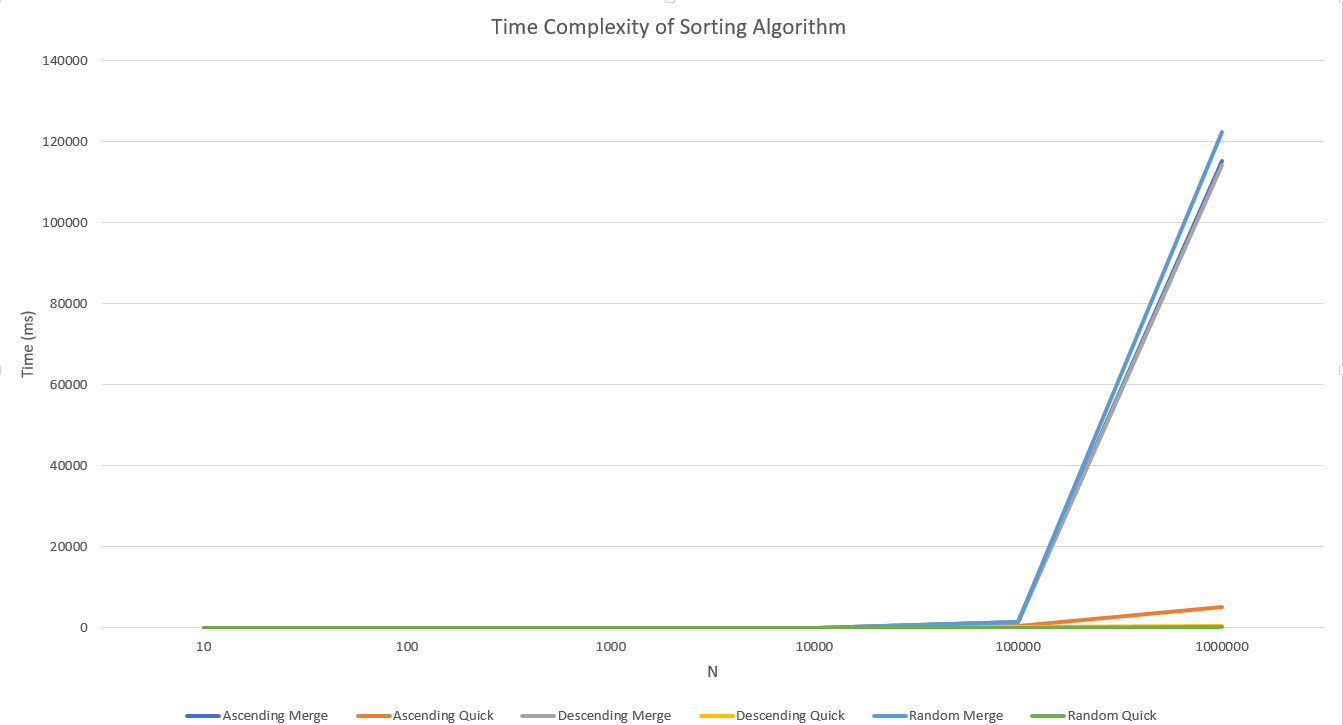 Time Complexity of Sorting Algorithm
140000
120000
100000
80000
60000
40000
20000
0
Time (ms)
10 100 1000 10000 100000 1000000
N
Ascending Merge Ascending Quick Descending Merge Descending Quick Random Merge Random Quick